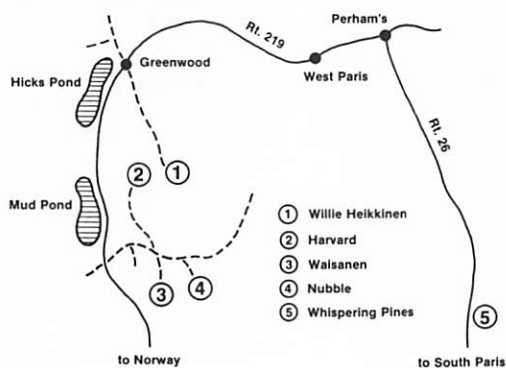 Perham's
Rt. 219
Greenwood
West Paris
Hicks Pond
Rt. 26
2
1
Mud Pond
1 Willie Heikkinen
2 Harvard
3 Waisanen
4 Nubble
5 Whispering Pines
3
4
5
to Norway
to South Paris